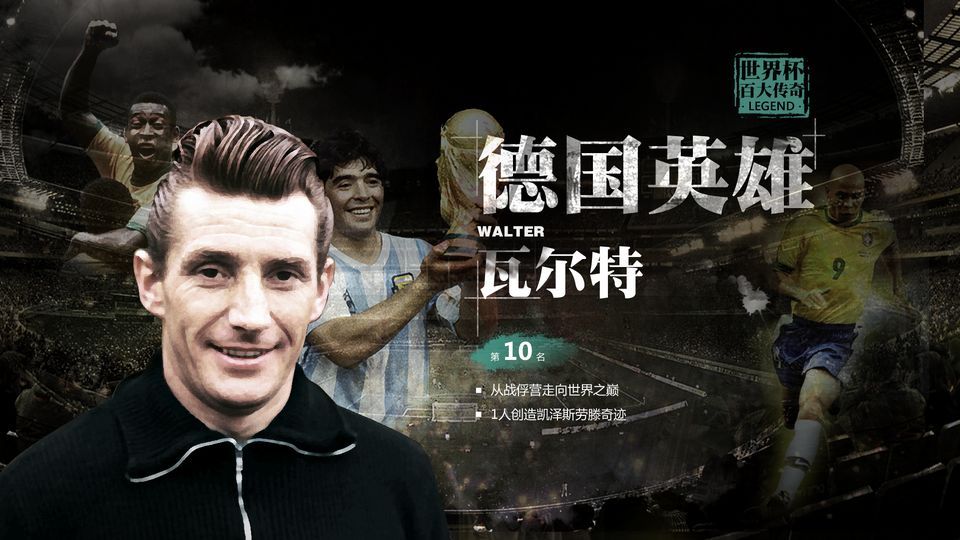 世界杯
百大传奇
·LEGEND·
德国英雄
WALTER
瓦尔特
第10名
从战俘营走向世界之巅
1人创造凯泽斯劳滕奇迹
9